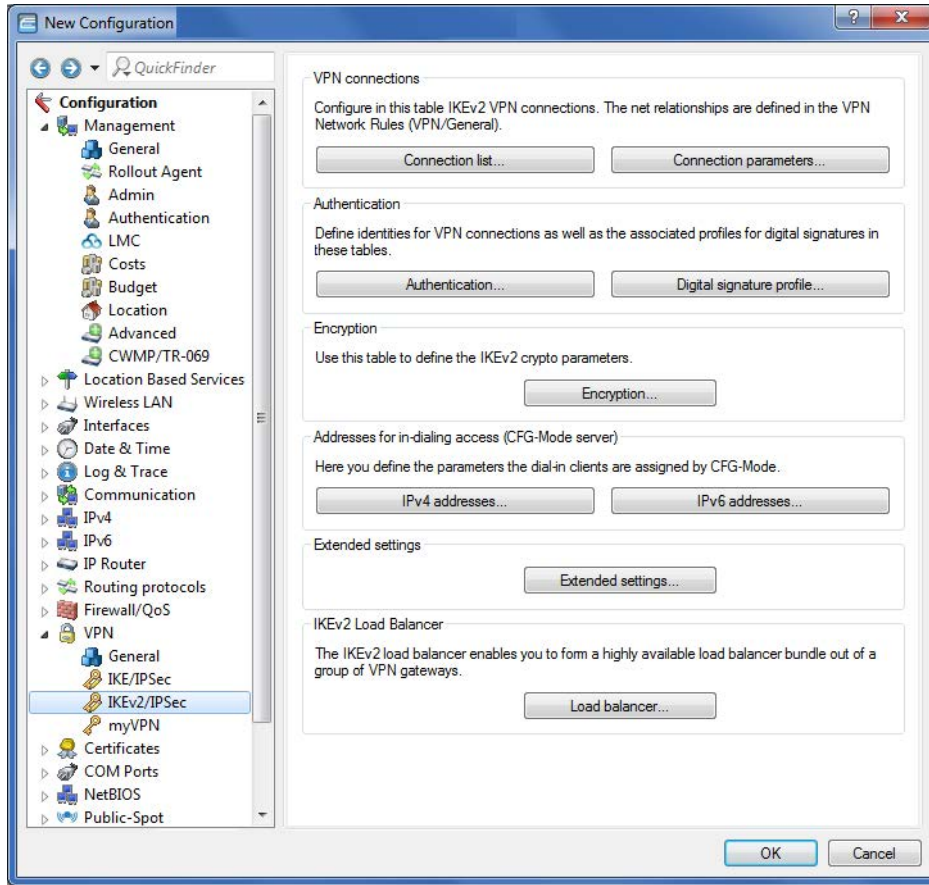 New Configuration
QuickFinder
Configuration
Management
General
Rollout Agent
Admin
Authentication
LMC
Costs
Budget
Location
Advanced
CWMP/TR-069
Location Based Services
Wireless LAN
Interfaces
Date & Time
Log & Trace
Communication
IPv4
IPv6
IP Router
Routing protocols
Firewall/QoS
VPN
General
IKE/IPSec
IKEv2/IPSec
myVPN
Certificates
COM Ports
NetBIOS
Public-Spot
VPN connections
Configure in this table IKEv2 VPN connections. The net relationships are defined in the VPN
Network Rules (VPN/General).
Connection list...
Connection parameters...
Authentication
Define identities for VPN connections as well as the associated profiles for digital signatures in
these tables.
Authentication...
Digital signature profile...
Encryption
Use this table to define the IKEv2 crypto parameters.
Encryption...
Addresses for in-dialing access (CFG-Mode server)
Here you define the parameters the dial-in clients are assigned by CFG-Mode.
IPv4 addresses...
IPv6 addresses...
Extended settings
Extended settings...
IKEv2 Load Balancer
The IKEv2 load balancer enables you to form a highly available load balancer bundle out of a
group of VPN gateways.
Load balancer...
OK
Cancel